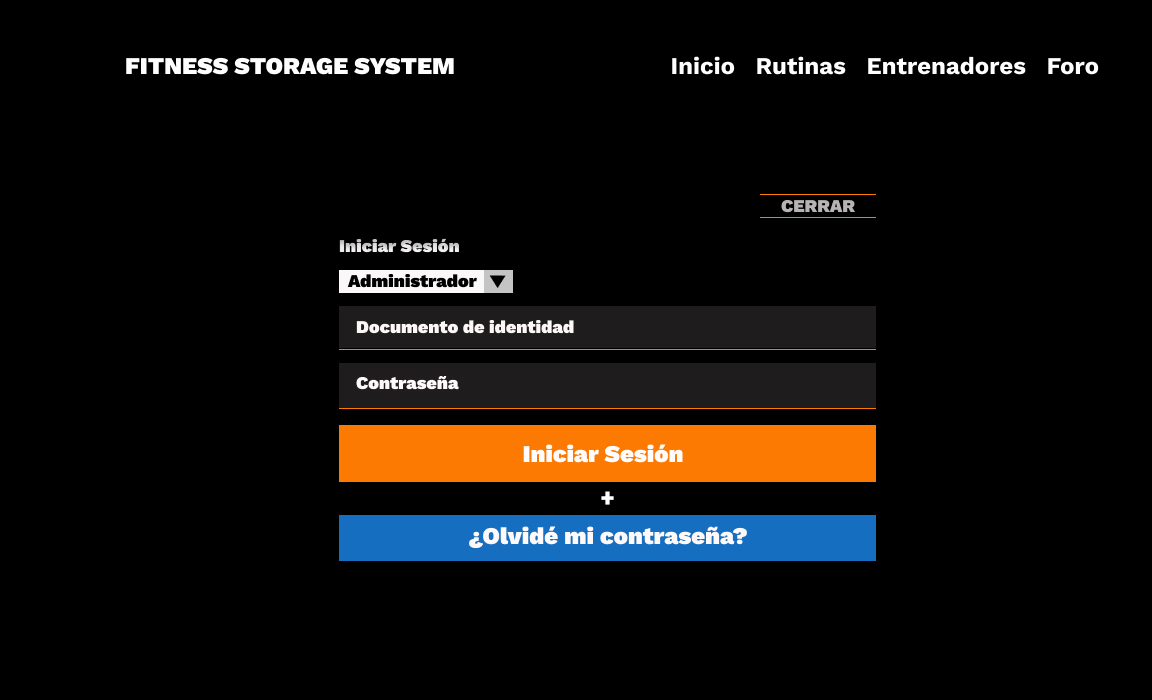 FITNESS STORAGE SYSTEM Inicio Rutinas Entrenadores Foro
CERRAR
Iniciar Sesión
Administrador
Documento de identidad
Contraseña
Iniciar Sesión
+
¿Olvidé mi contraseña?